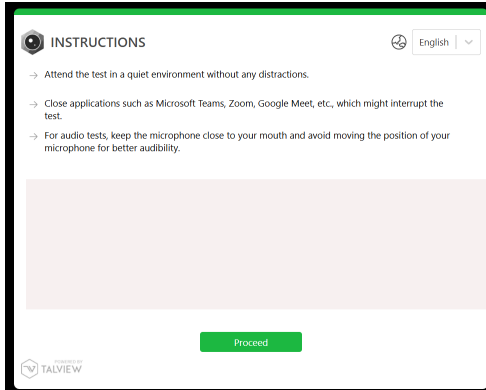 INSTRUCTIONS
English
→ Attend the test in a quiet environment without any distractions.
→ Close applications such as Microsoft Teams, Zoom, Google Meet, etc., which might interrupt the
test.
→ For audio tests, keep the microphone close to your mouth and avoid moving the position of your
microphone for better audibility.
Proceed
POWERED BY
TALVIEW